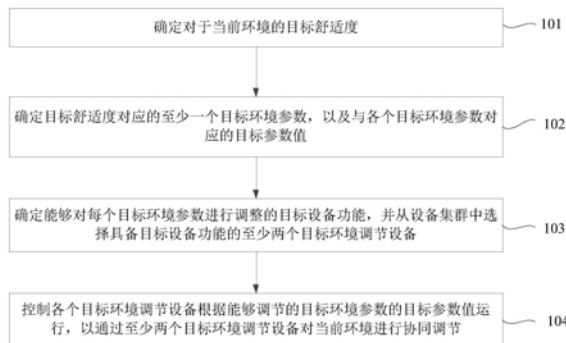 确定对于当前环境的目标舒适度
101
确定目标舒适度对应的至少一个目标环境参数，以及与各个目标环境参数对
应的目标参数值
102
确定能够对每个目标环境参数进行调整的目标设备功能，并从设备集群中选
择具备目标设备功能的至少两个目标环境调节设备
103
控制各个目标环境调节设备根据能够调节的目标环境参数的目标参数值运
行，以通过至少两个目标环境调节设备对当前环境进行协同调节
104